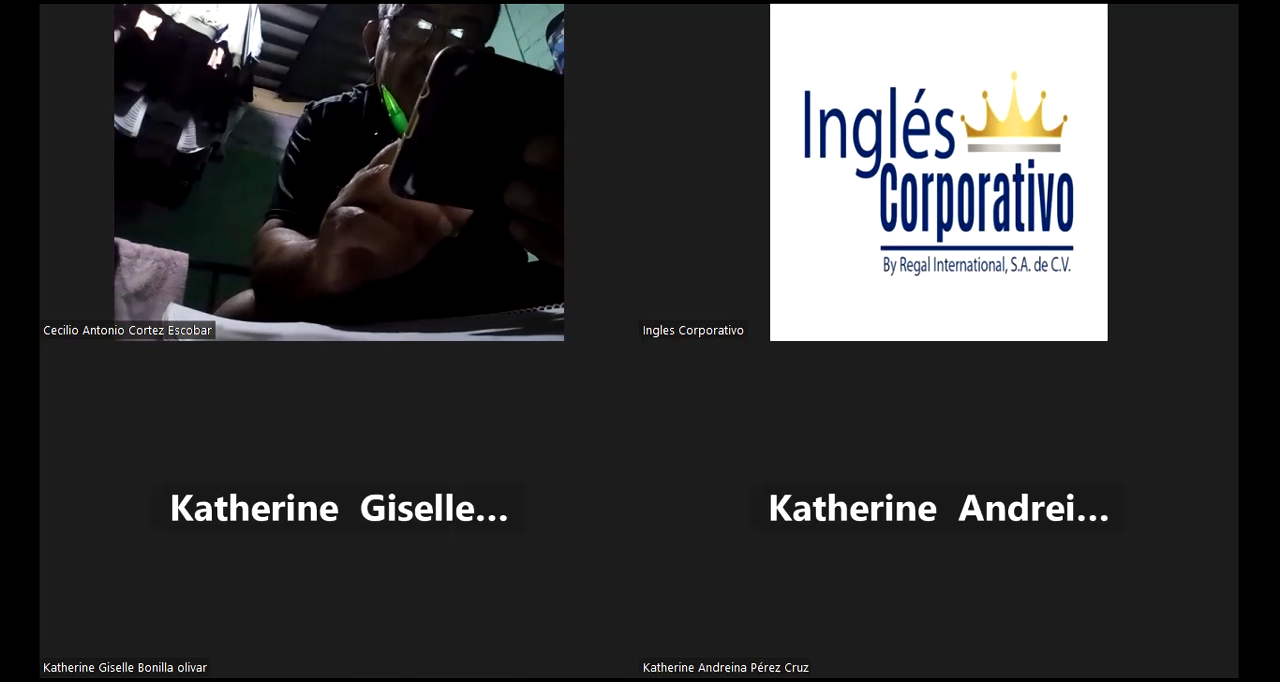 Inglés
Corporativo
By Regal International, S.A. de C.V.
Cecilio Antonio Cortez Escobar
Ingles Corporativo
Katherine Giselle...
Katherine Andrei...
Katherine Giselle Bonilla olivar
Katherine Andreina Pérez Cruz